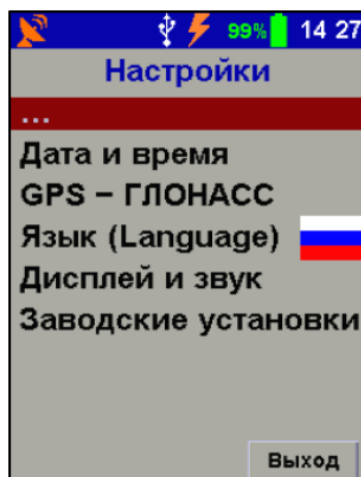 99% 14 27
Настройки
...
Дата и время
GPS – ГЛОНАСС
Язык (Language)
Дисплей и звук
Заводские установки
Выход